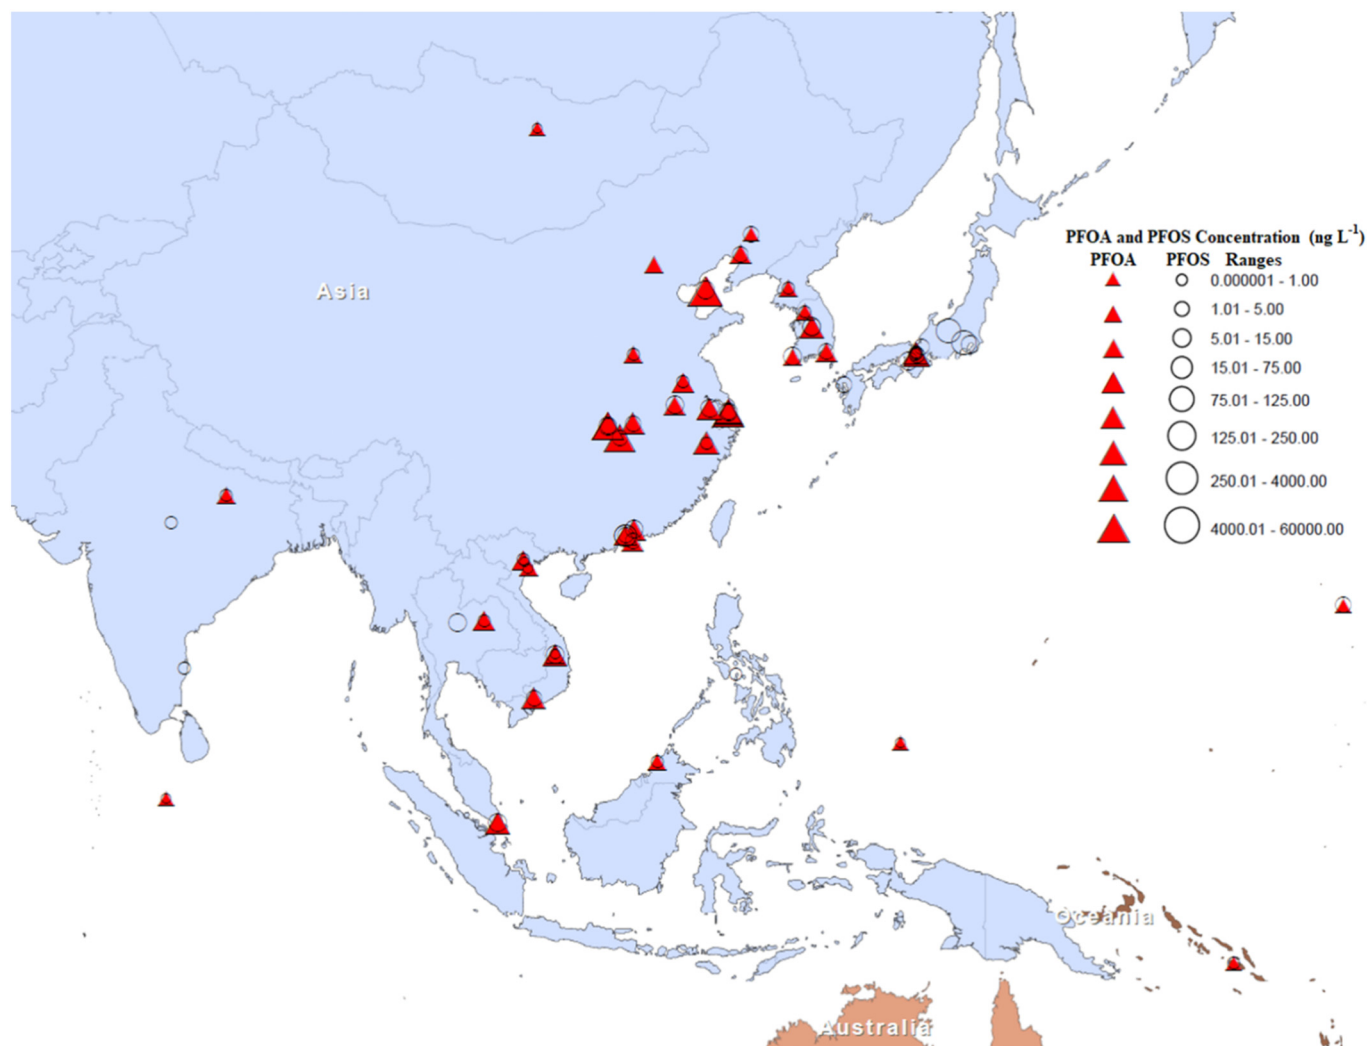 PFOA and PFOS Concentration (ng L-1)
PFOA PFOS Ranges
0.000001 - 1.00
1.01 - 5.00
5.01 - 15.00
15.01 - 75.00
75.01 - 125.00
125.01 - 250.00
250.01 - 4000.00
4000.01 - 60000.00
Asia
Oceania
Australia